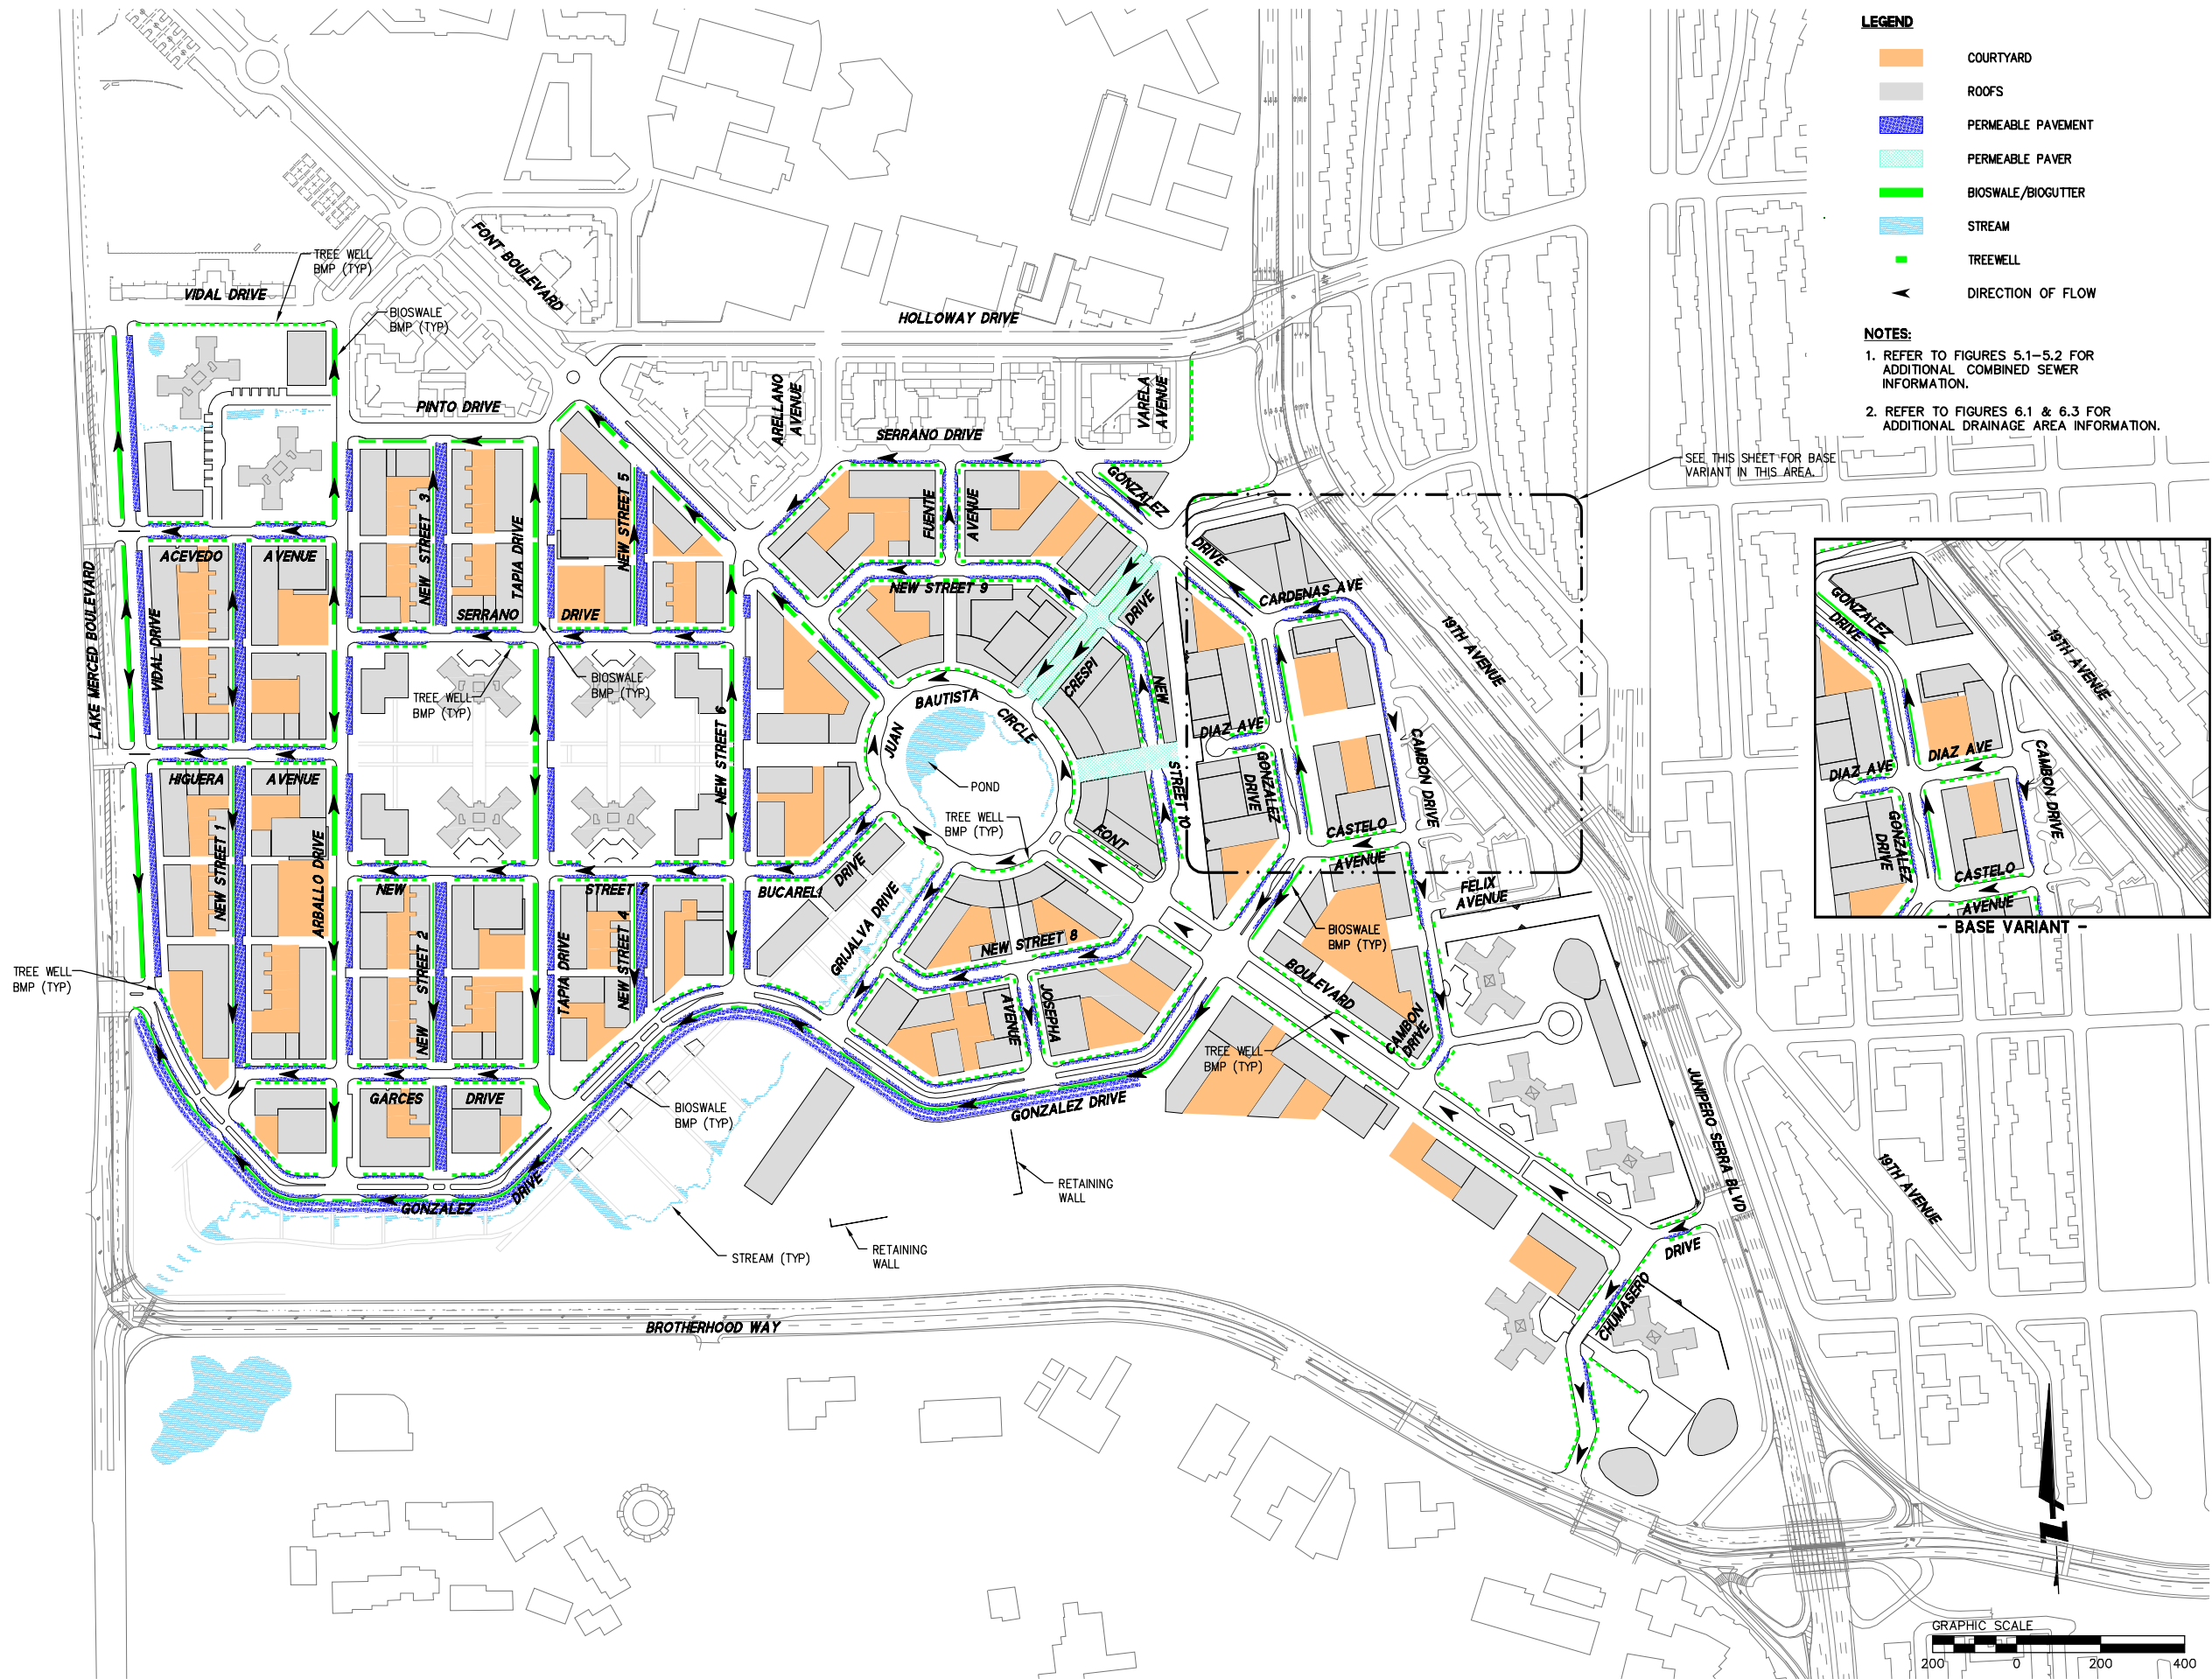 LEGEND
COURTYARD
ROOFS
PERMEABLE PAVEMENT
PERMEABLE PAVER
BIOSWALE/BIOGUTTER
STREAM
TREEWELL
DIRECTION OF FLOW
NOTES:
1. REFER TO FIGURES 5.1-5.2 FOR
ADDITIONAL COMBINED SEWER
INFORMATION.
2. REFER TO FIGURES 6.1 & 6.3 FOR
ADDITIONAL DRAINAGE AREA INFORMATION.
SEE THIS SHEET FOR BASE
VARIANT IN THIS AREA.
FONT BOULEVARD
TREE WELL
BMP (TYP)
VIDAL DRIVE
BIOSWALE
BMP (TYP)
HOLLOWAY DRIVE
PINTO DRIVE
ARELLANO
AVENUE
VARELA
AVENUE
SERRANO DRIVE
GONZALEZ
DRIVE
NEW STREET 3
TAPIA DRIVE
NEW STREET 5
FUENTE
AVENUE
ACEVEDO
AVENUE
LAKE MERCED BOULEVARD
VIDAL DRIVE
SERRANO
DRIVE
NEW STREET 9
DRIVE
CRESPI
CARDENAS AVE
19TH AVENUE
TREE WELL
BMP (TYP)
BIOSWALE
BMP (TYP)
NEW STREET 6
JUAN
BAUTISTA
CIRCLE
NEW
STREET 10
DIAZ AVE
GONZALEZ
DRIVE
CAMBON DRIVE
POND
TREE WELL
BMP (TYP)
HIGUERA
AVENUE
NEW STREET 1
ARBALLO DRIVE
FONT
CASTELO
AVENUE
FELIX
AVENUE
NEW
STREET 7
BUCARELI
DRIVE
GRIJALVA DRIVE
NEW STREET 8
BIOSWALE
BMP (TYP)
BOULEVARD
NEW
STREET 2
TAPIA DRIVE
NEW STREET 4
AVENUE
JOSEPHA
CAMBON
DRIVE
TREE WELL
BMP (TYP)
TREE WELL
BMP (TYP)
GARCES
DRIVE
BIOSWALE
BMP (TYP)
GONZALEZ DRIVE
GONZALEZ
DRIVE
RETAINING
WALL
STREAM (TYP)
RETAINING
WALL
JUNIPERO SERRA BLVD
19TH AVENUE
DRIVE
CHUMASERO
BROTHERHOOD WAY
GONZALEZ
DRIVE
19TH AVENUE
DIAZ AVE
DIAZ AVE
CAMBON DRIVE
GONZALEZ
DRIVE
CASTELO
AVENUE
- BASE VARIANT -
Z
GRAPHIC SCALE
200 0 200 400